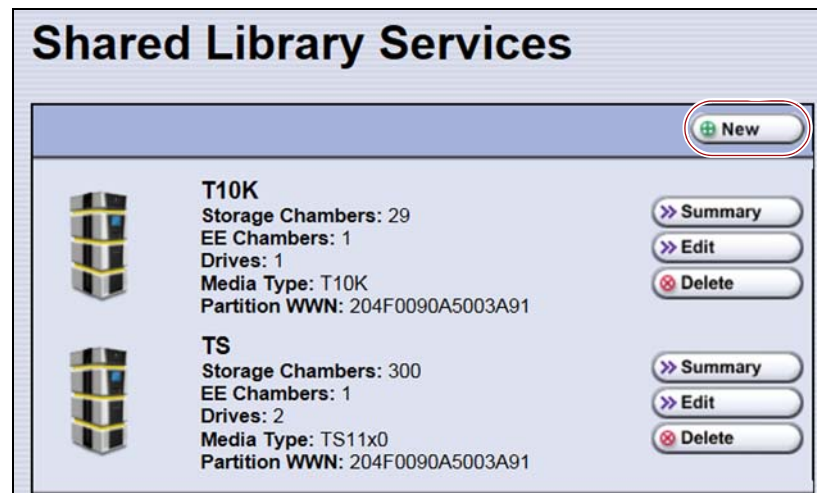 Shared Library Services
New
T10K
Storage Chambers: 29
EE Chambers: 1
Drives: 1
Media Type: T10K
Partition WWN: 204F0090A5003A91
Summary
Edit
Delete
TS
Storage Chambers: 300
EE Chambers: 1
Drives: 2
Media Type: TS11x0
Partition WWN: 204F0090A5003A91
Summary
Edit
Delete